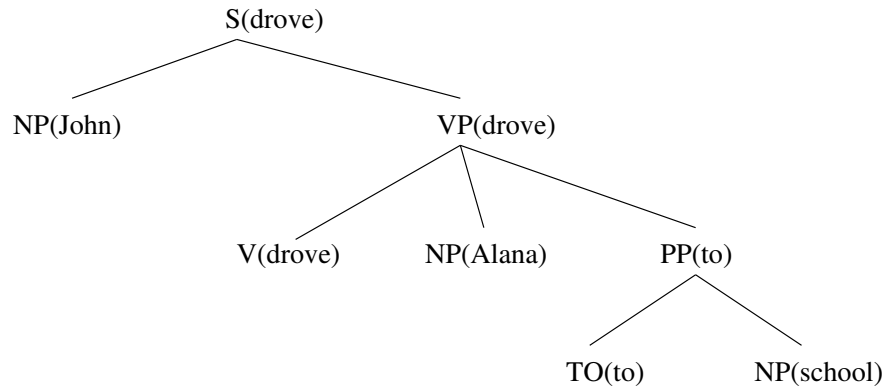 S(drove)
NP(John) VP(drove)
V(drove) NP(Alana) PP(to)
TO(to) NP(school)